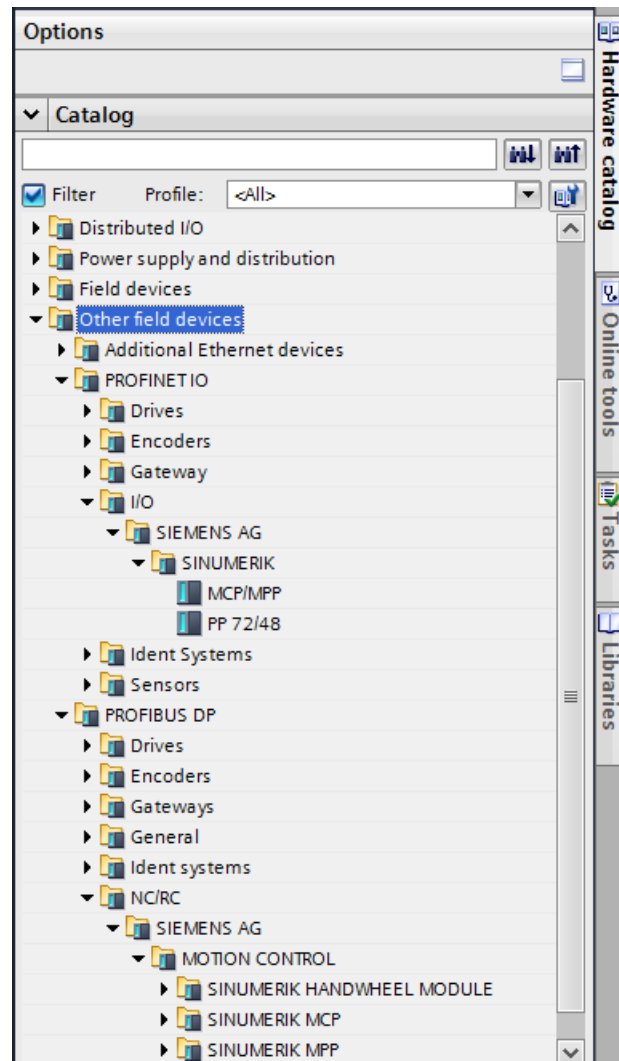 Options
Catalog
Filter Profile: <All>
Distributed I/O
Power supply and distribution
Field devices
Other field devices
Additional Ethernet devices
PROFINET IO
Drives
Encoders
Gateway
I/O
SIEMENS AG
SINUMERIK
MCP/MPP
PP 72/48
Ident Systems
Sensors
PROFIBUS DP
Drives
Encoders
Gateways
General
Ident systems
NC/RC
SIEMENS AG
MOTION CONTROL
SINUMERIK HANDWHEEL MODULE
SINUMERIK MCP
SINUMERIK MPP
Hardware catalog
Online tools
Tasks
Libraries